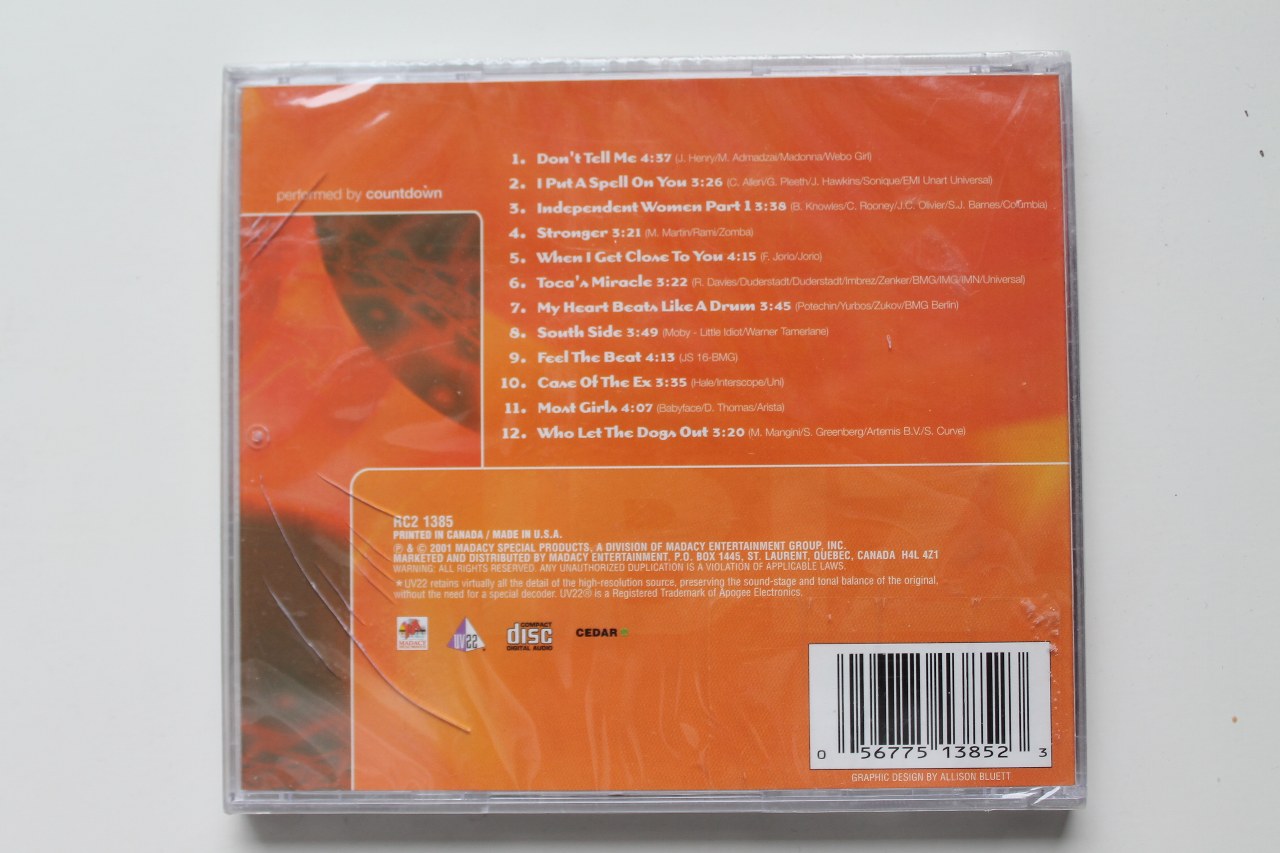 performed by countdown
1. Don't Tell Me 4:37 (J. Henry/M. Admadzai/Madonna/Webo Girl)
2. I Put A Spell On You 3:26 (C. Allen/G. Pleeth/J. Hawkins/Sonique/EMI Unart Universal)
3. Independent Women Part 1 3:38 (B. Knowles/C. Rooney/J.C. Olivier/S.J. Barnes/Columbia)
4. Stronger 3:21 (M. Martin/Rami/Zomba)
5. When I Get Close To You 4:15 (F. Jorio/Jorio)
6. Toca's Miracle 3:22 (R. Davies/Duderstadt/Duderstadt/Imbrez/Zenker/BMG/IMG/IMN/Universal)
7. My Heart Beats Like A Drum 3:45 (Potechin/Yurbos/Zukov/BMG Berlin)
8. South Side 3:49 (Moby - Little Idiot/Warner Tamerlane)
9. Feel The Beat 4:13 (JS 16-BMG)
10. Case Of The Ex 3:35 (Hale/Interscope/Uni)
11. Most Girls 4:07 (Babyface/D. Thomas/Arista)
12. Who Let The Dogs Out 3:20 (M. Mangini/S. Greenberg/Artemis B.V./S. Curve)
RC2 1385
PRINTED IN CANADA / MADE IN U.S.A.
℗ & © 2001 MADACY SPECIAL PRODUCTS, A DIVISION OF MADACY ENTERTAINMENT GROUP, INC.
MARKETED AND DISTRIBUTED BY MADACY ENTERTAINMENT, P.O. BOX 1445, ST. LAURENT, QUEBEC, CANADA H4L 4Z1
WARNING: ALL RIGHTS RESERVED. ANY UNAUTHORIZED DUPLICATION IS A VIOLATION OF APPLICABLE LAWS.
*UV22 retains virtually all the detail of the high-resolution source, preserving the sound-stage and tonal balance of the original,
without the need for a special decoder. UV22® is a Registered Trademark of Apogee Electronics.
MADACY
UV22
COMPACT
disc
DIGITAL AUDIO
CEDAR
0 56775 13852 3
GRAPHIC DESIGN BY ALLISON BLUETT